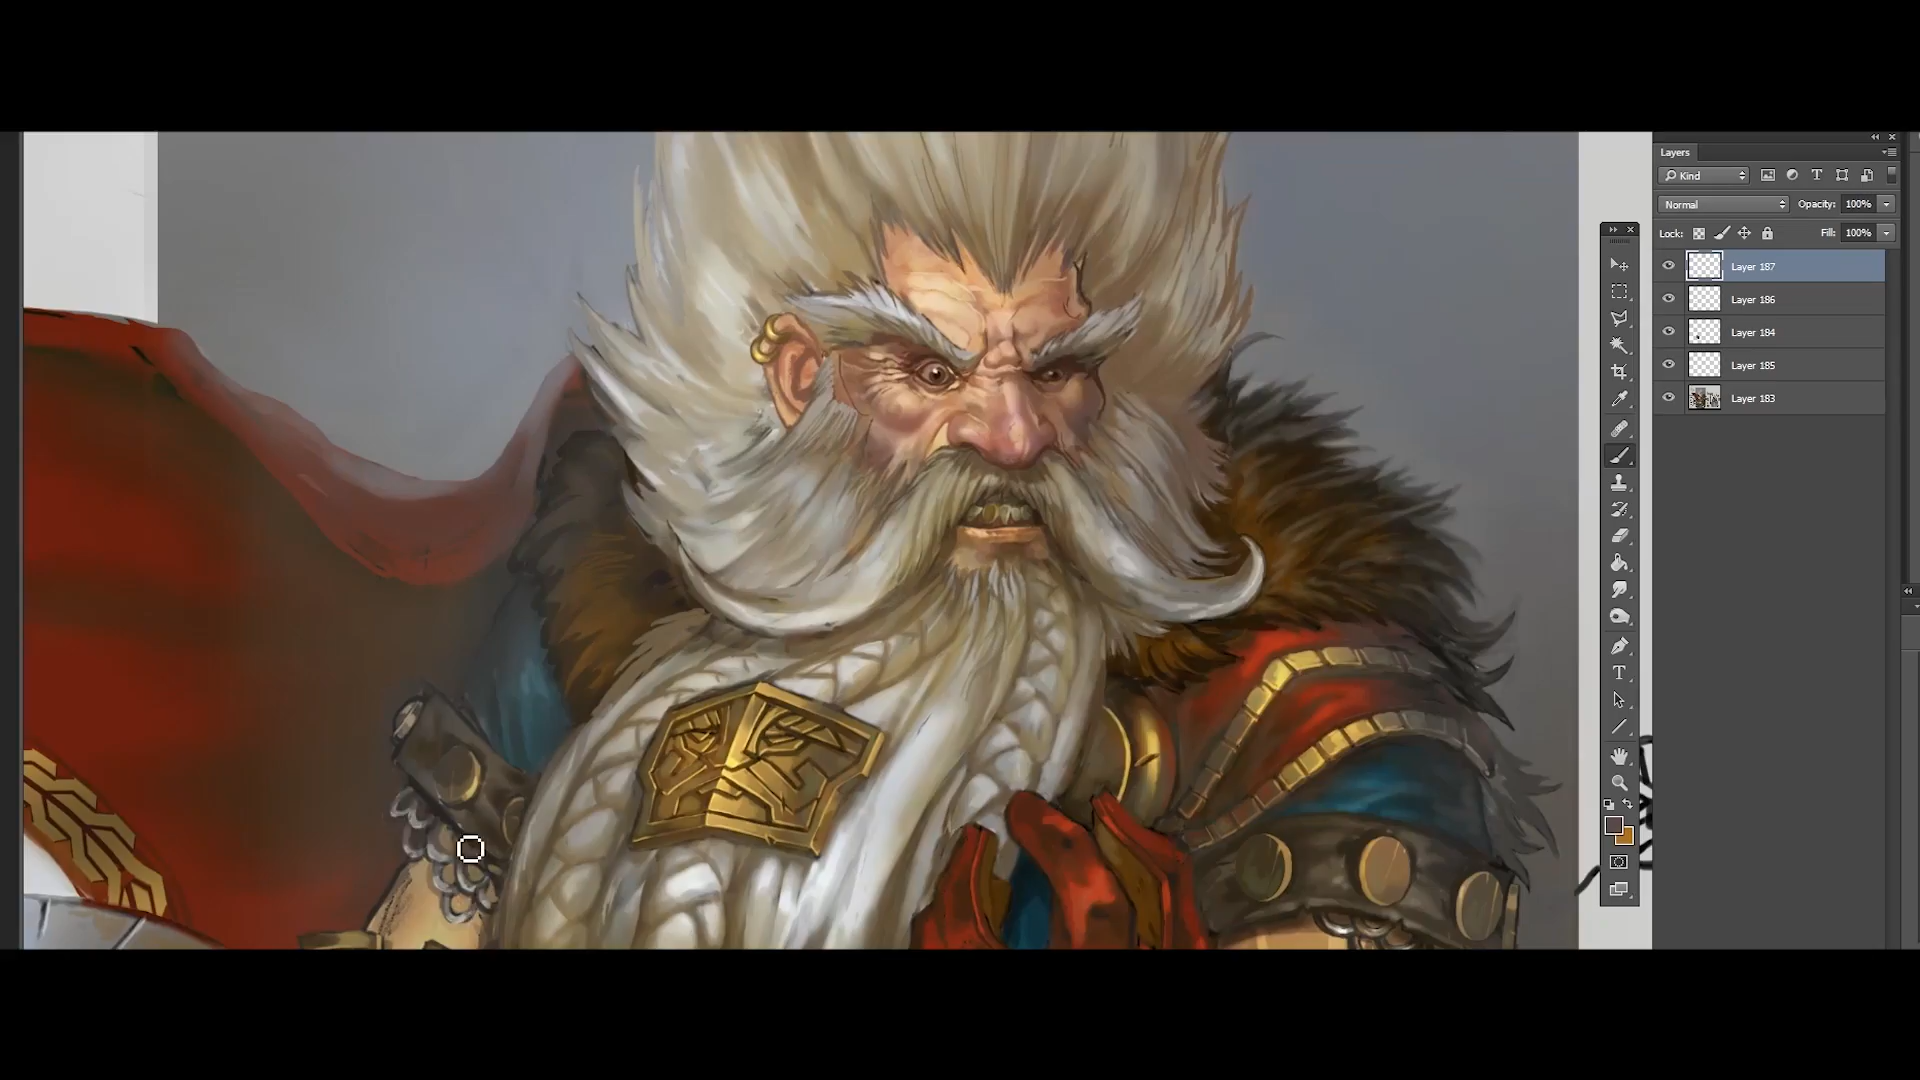 Layers
Kind
Normal Opacity: 100%
Lock: Fill: 100%
Layer 187
Layer 186
Layer 184
Layer 185
Layer 183